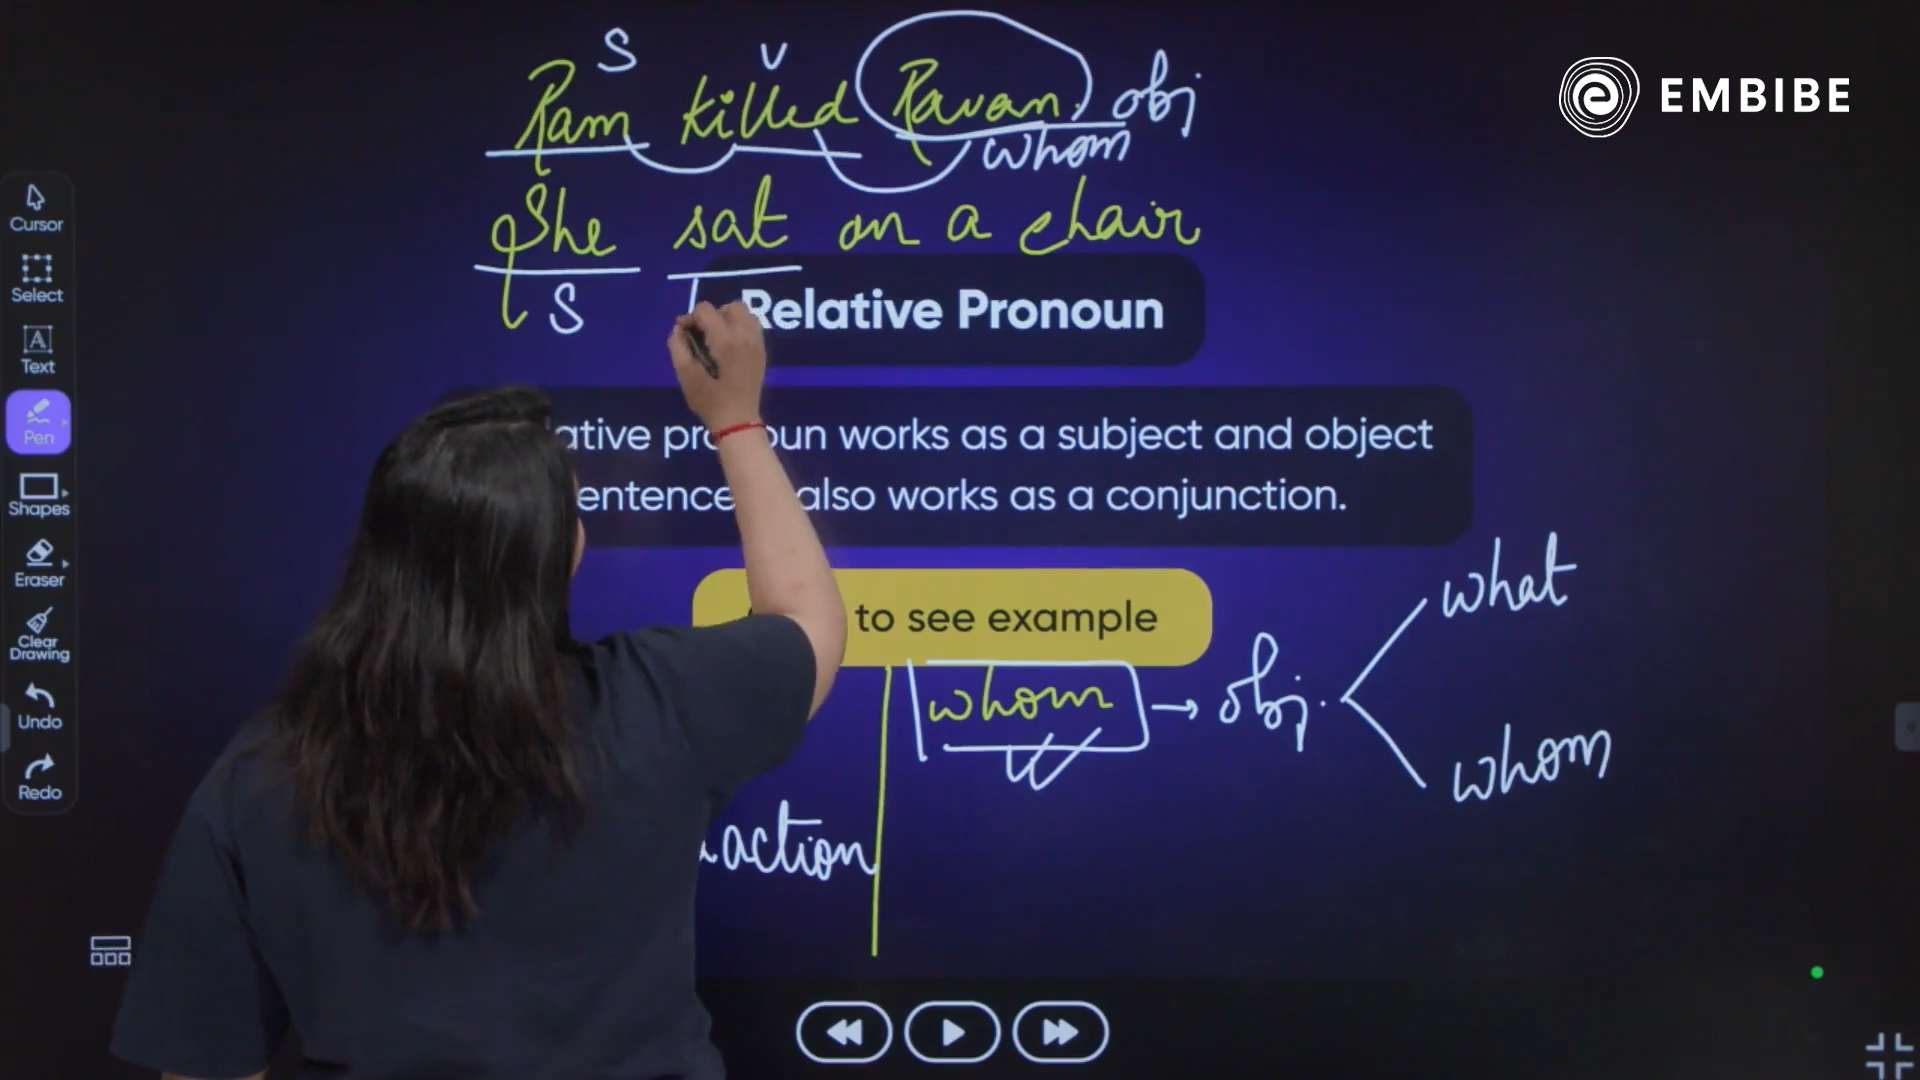 S V
Ram killed Ravan. obj
whom
She sat on a chair
S
EMBIBE
Cursor
Select
Text
Pen
Shapes
Eraser
Clear
Drawing
Undo
Redo
Relative Pronoun
ative pronoun works as a subject and object
entence also works as a conjunction.
to see example
what
whom → obj.
whom
action